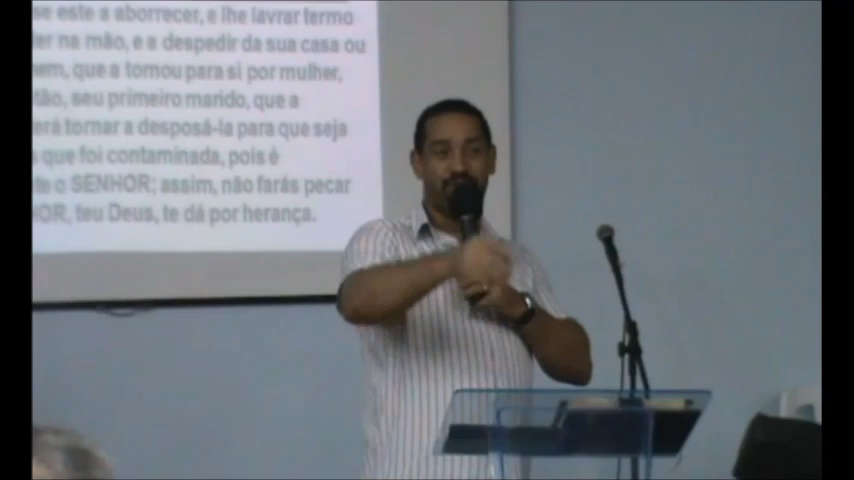 se este a aborrecer, e lhe lavrar termo
na mão, e a despedir da sua casa ou
que a tomou para si por mulher,
seu primeiro marido, que a
tornar a desposá-la para que seja
que foi contaminada, pois é
o SENHOR; assim, não farás pecar
teu Deus, te dá por herança.